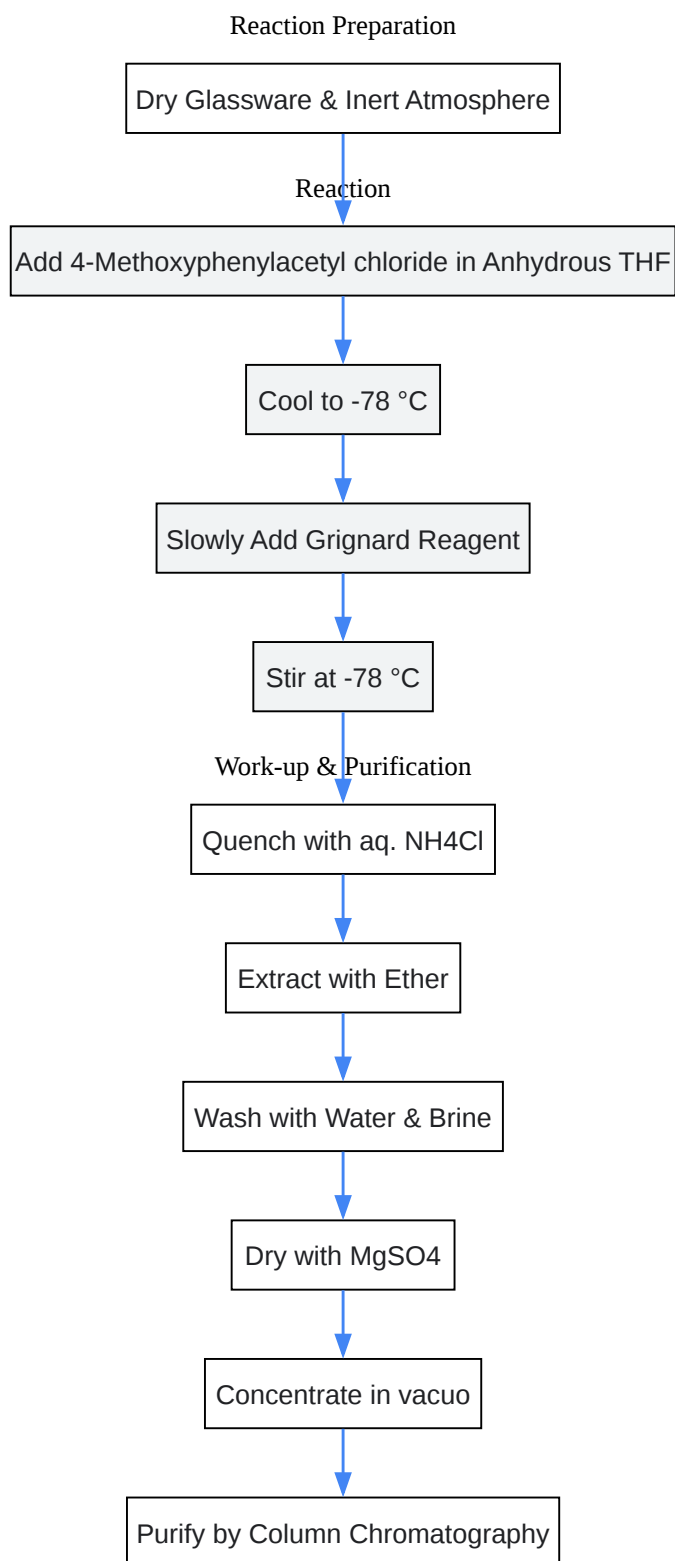 Reaction Preparation
Dry Glassware & Inert Atmosphere
Reaction
Add 4-Methoxyphenylacetyl chloride in Anhydrous THF
Cool to -78 °C
Slowly Add Grignard Reagent
Stir at -78 °C
Work-up & Purification
Quench with aq. NH4Cl
Extract with Ether
Wash with Water & Brine
Dry with MgSO4
Concentrate in vacuo
Purify by Column Chromatography